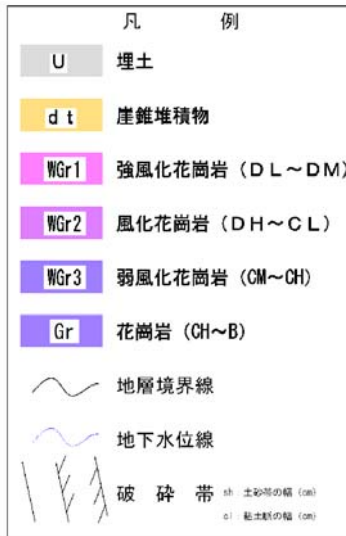 凡 例
U 埋土
dt 崖錐堆積物
WGr1 強風化花崗岩（DL～DM）
WGr2 風化花崗岩（DH～CL）
WGr3 弱風化花崗岩（CM～CH）
Gr 花崗岩（CH～B）
地層境界線
地下水位線
破砕帯 sh 土砂帯の幅 (cm)
cl 粘土脈の幅 (cm)